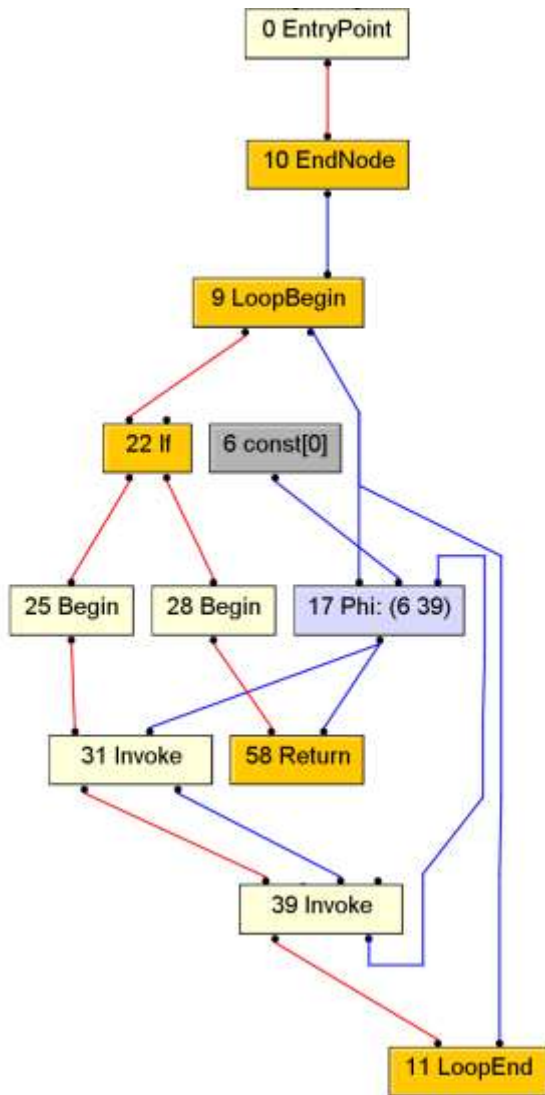 0 EntryPoint
10 EndNode
9 LoopBegin
22 If
6 const[0]
25 Begin
28 Begin
17 Phi: (6 39)
31 Invoke
58 Return
39 Invoke
11 LoopEnd